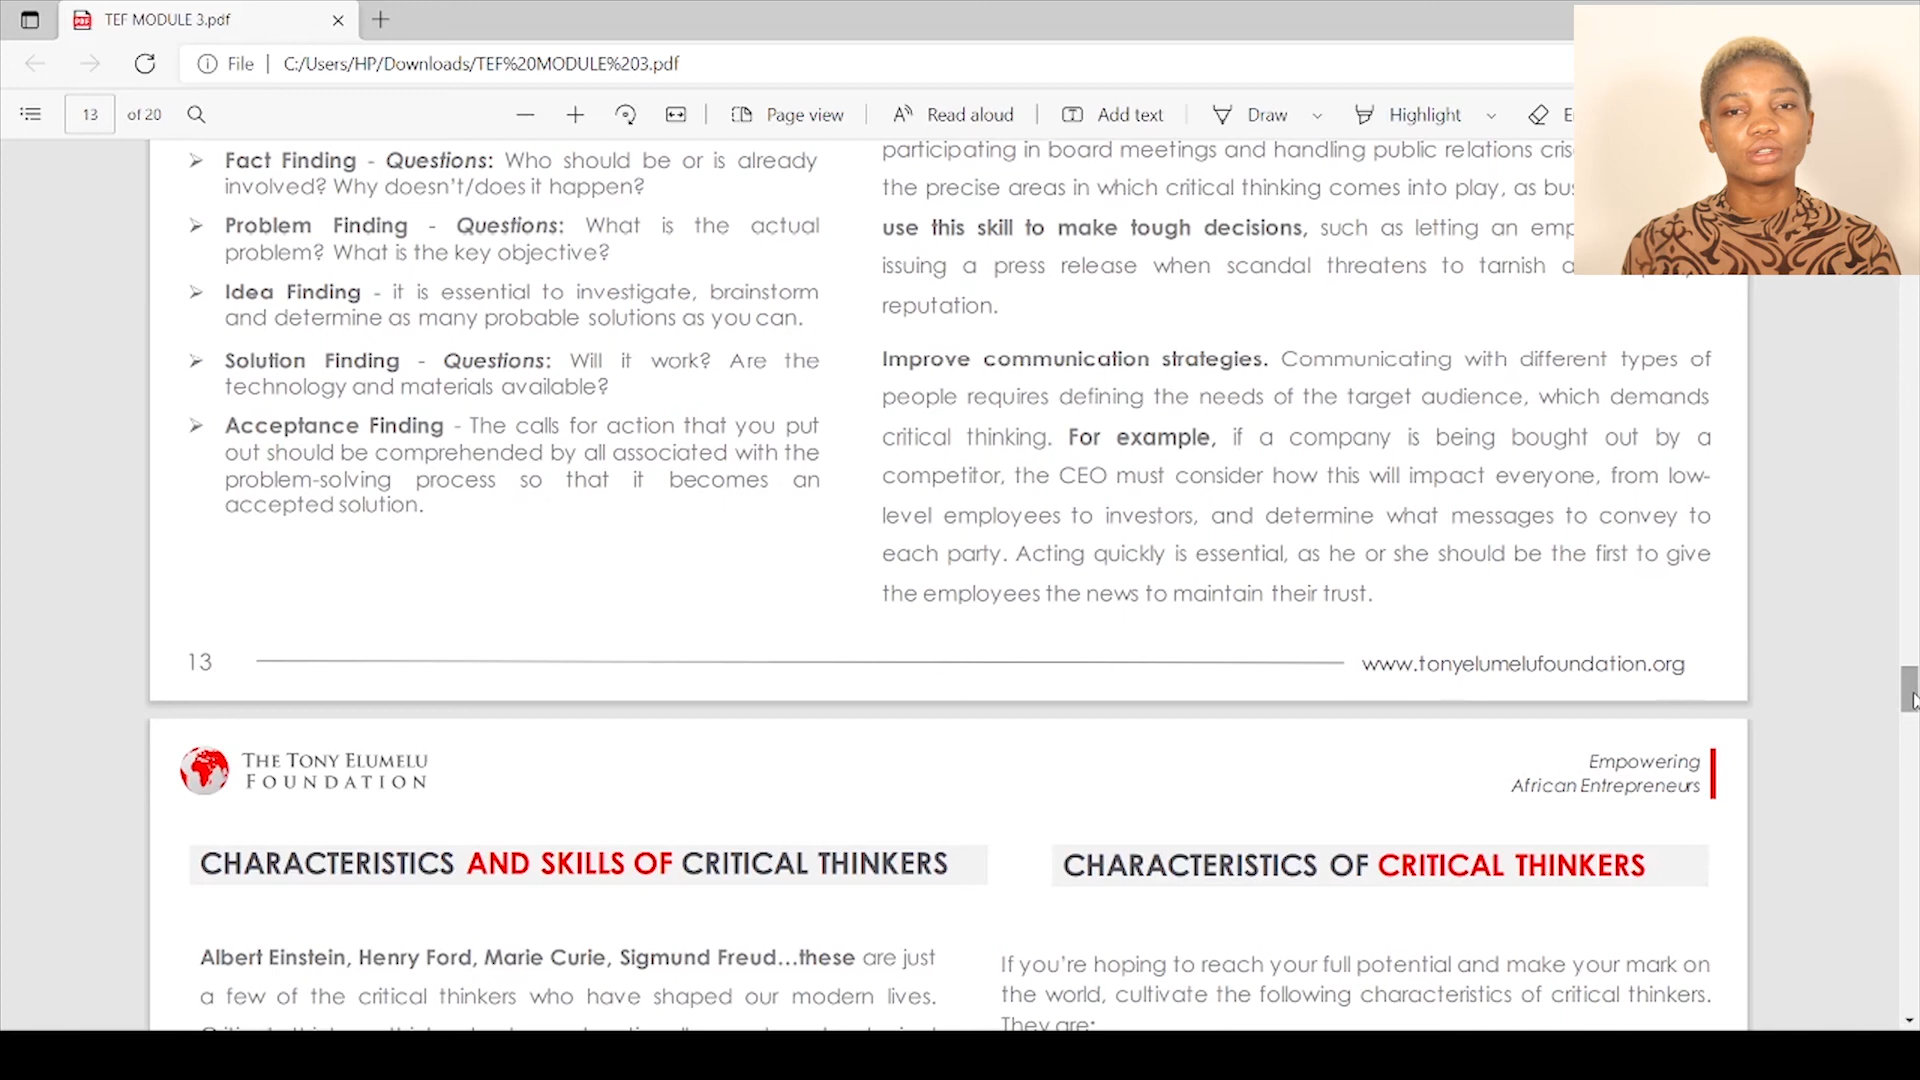 TEF MODULE 3.pdf
File
C:/Users/HP/Downloads/TEF%20MODULE%203.pdf
13 of 20
Page view
Read aloud
Add text
Draw
Highlight
Fact Finding - Questions: Who should be or is already
involved? Why doesn't/does it happen?
Problem Finding - Questions: What is the actual
problem? What is the key objective?
Idea Finding - it is essential to investigate, brainstorm
and determine as many probable solutions as you can.
Solution Finding - Questions: Will it work? Are the
technology and materials available?
Acceptance Finding - The calls for action that you put
out should be comprehended by all associated with the
problem-solving process so that it becomes an
accepted solution.
participating in board meetings and handling public relations
the precise areas in which critical thinking comes into play, as
use this skill to make tough decisions, such as letting an
issuing a press release when scandal threatens to tarnish
reputation.
Improve communication strategies. Communicating with different types of
people requires defining the needs of the target audience, which demands
critical thinking. For example, if a company is being bought out by a
competitor, the CEO must consider how this will impact everyone, from low-
level employees to investors, and determine what messages to convey to
each party. Acting quickly is essential, as he or she should be the first to give
the employees the news to maintain their trust.
13
www.tonyelumelufoundation.org
THE TONY ELUMELU
FOUNDATION
Empowering
African Entrepreneurs
CHARACTERISTICS AND SKILLS OF CRITICAL THINKERS
Albert Einstein, Henry Ford, Marie Curie, Sigmund Freud...these are just
a few of the critical thinkers who have shaped our modern lives.
CHARACTERISTICS OF CRITICAL THINKERS
If you're hoping to reach your full potential and make your mark on
the world, cultivate the following characteristics of critical thinkers.
They are: